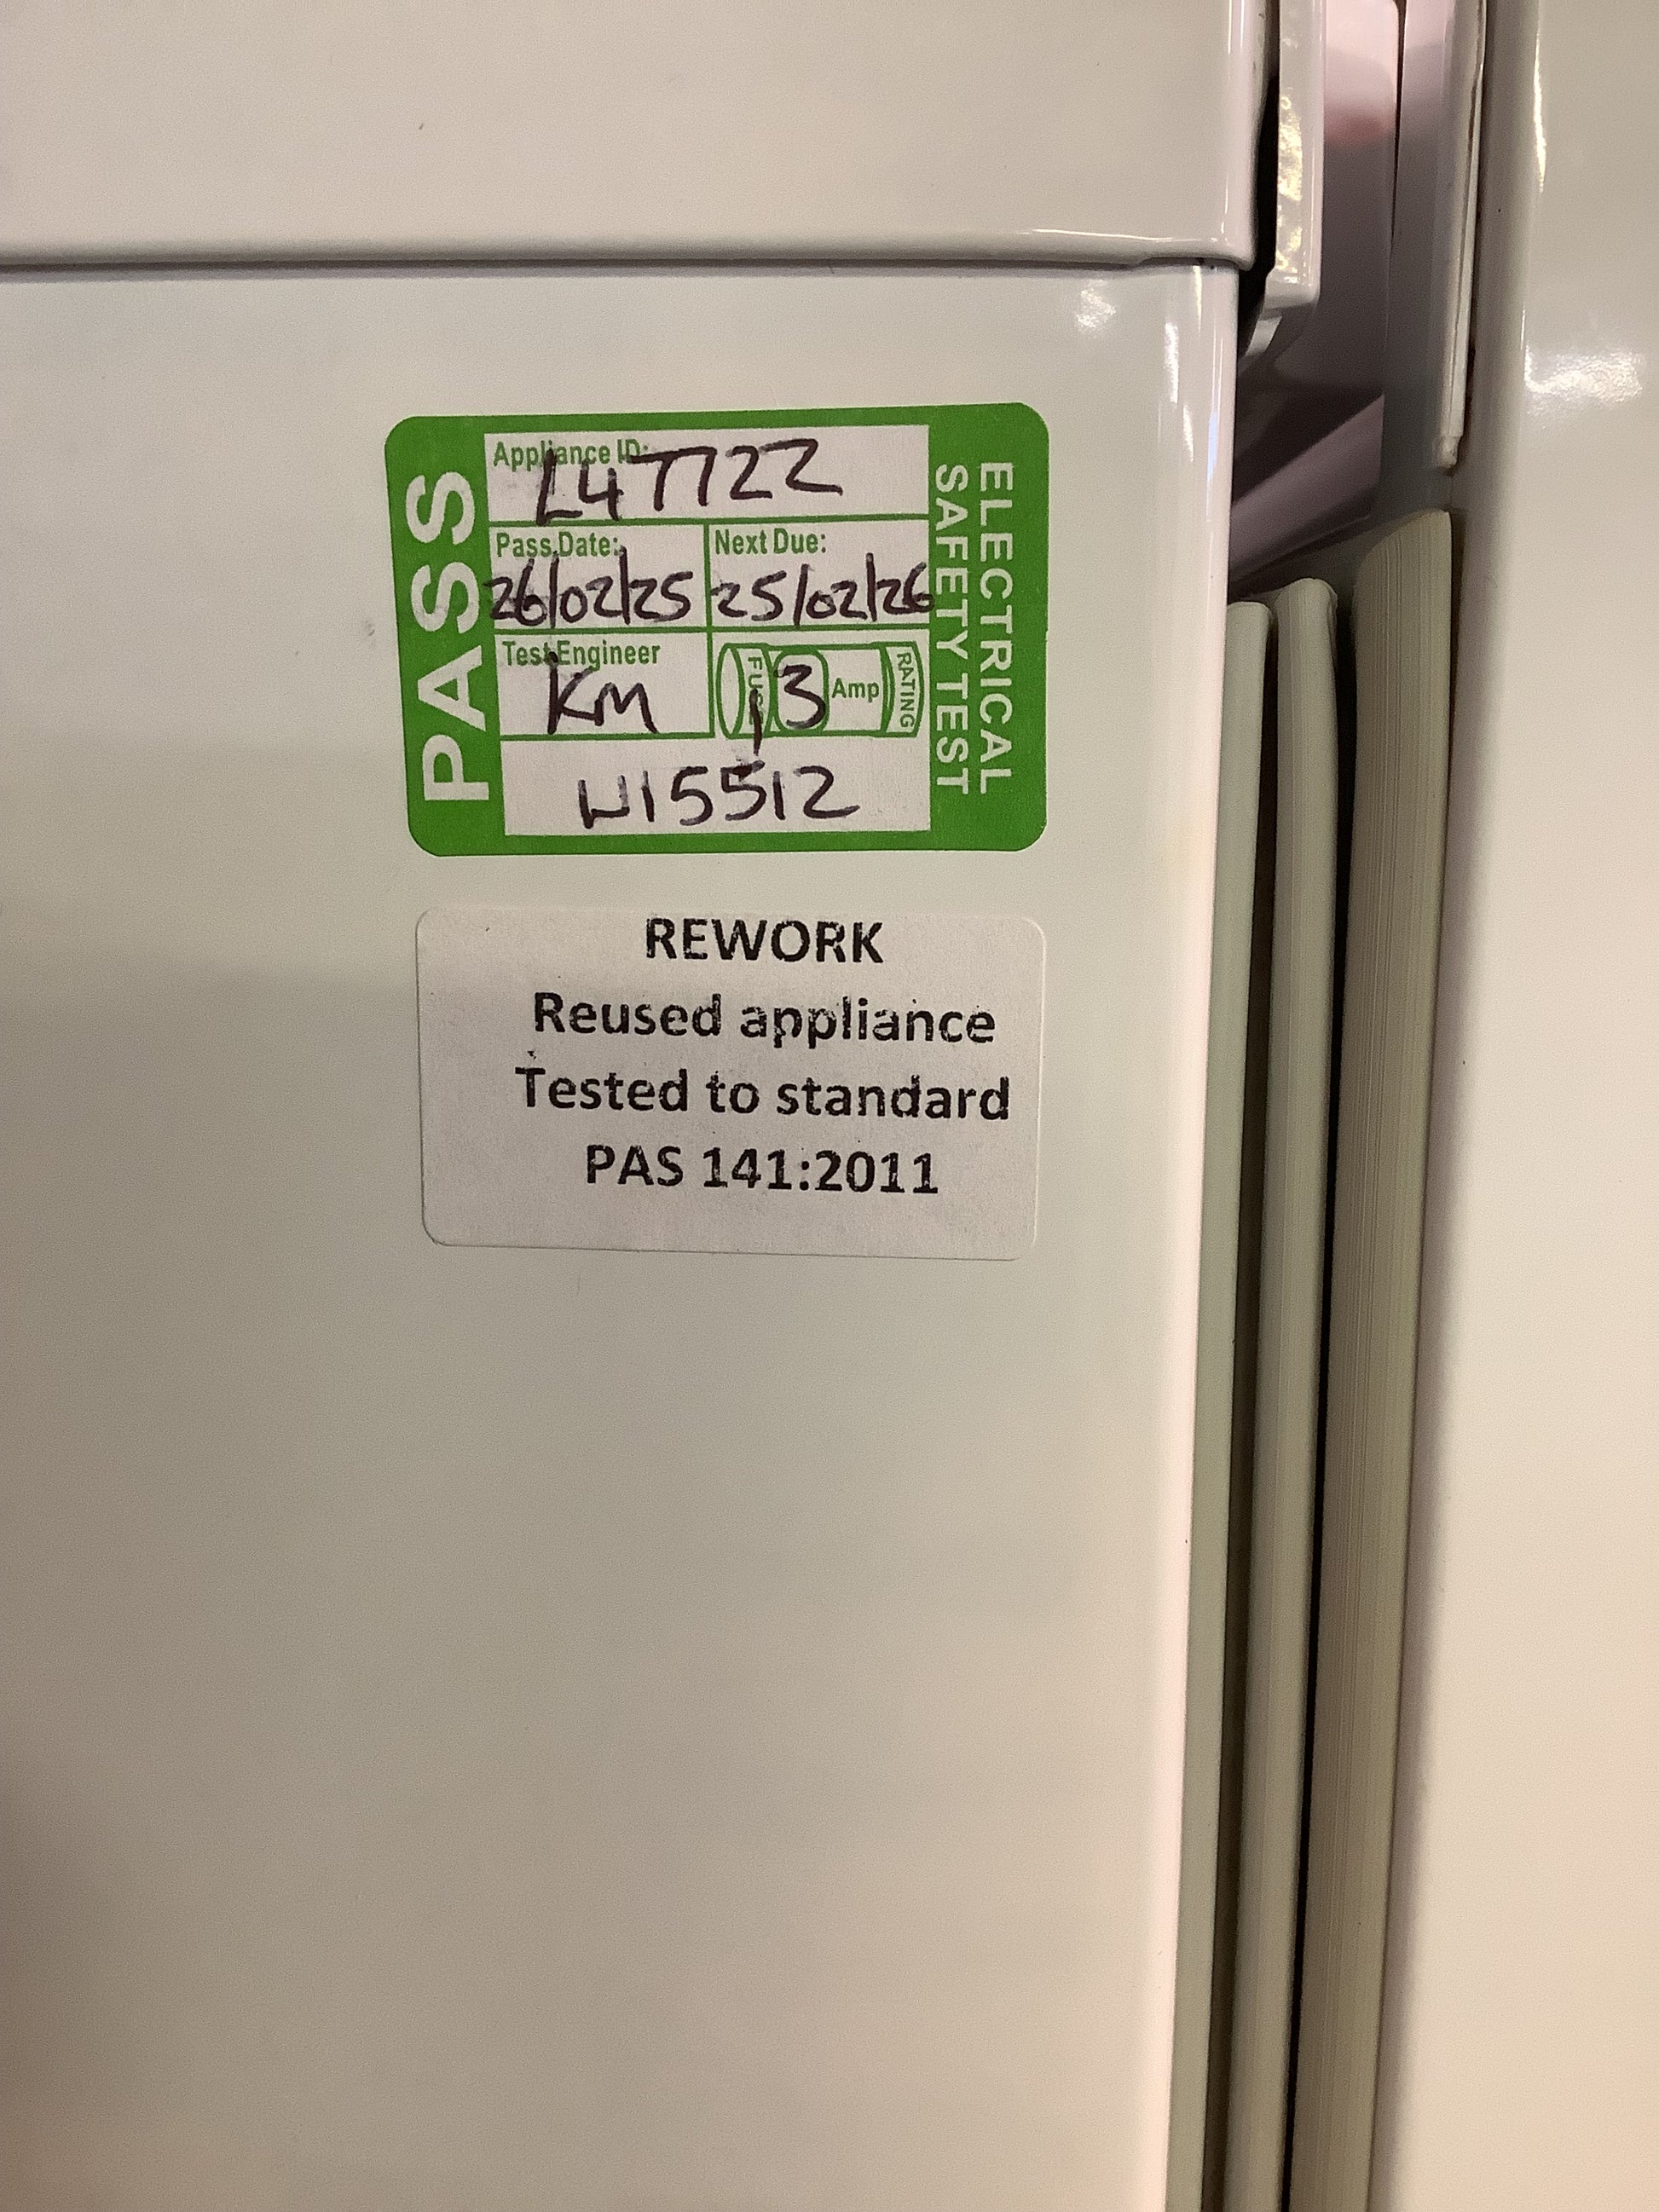 PASS
Appliance ID:
L4T722
Pass Date:
26/02/25
Next Due:
25/02/26
Test Engineer
KM
FUSE
13
Amp
RATING
W15512
ELECTRICAL
SAFETY TEST
REWORK
Reused appliance
Tested to standard
PAS 141:2011